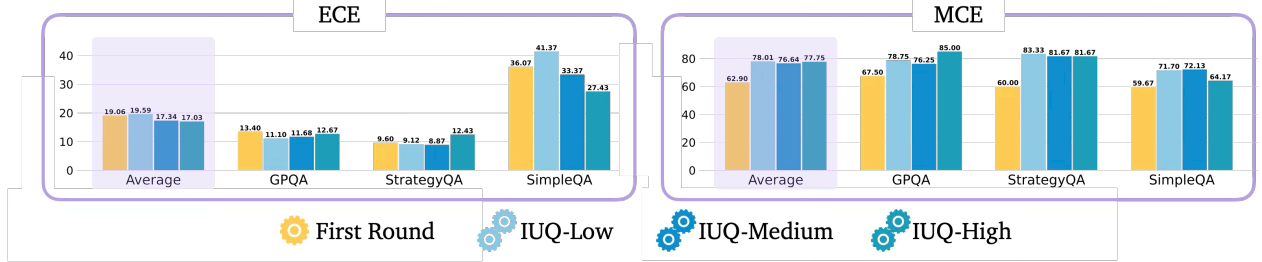 ECE
MCE
40
30
20
10
0
19.06 19.59 17.34 17.03
13.40 11.10 11.68 12.67
9.60 9.12 8.87 12.43
36.07 41.37 33.37 27.43
Average GPQA StrategyQA SimpleQA
80
60
40
20
0
62.90 78.01 76.64 77.75
67.50 78.75 76.25 85.00
60.00 83.33 81.67 81.67
59.67 71.70 72.13 64.17
Average GPQA StrategyQA SimpleQA
First Round IUQ-Low IUQ-Medium IUQ-High